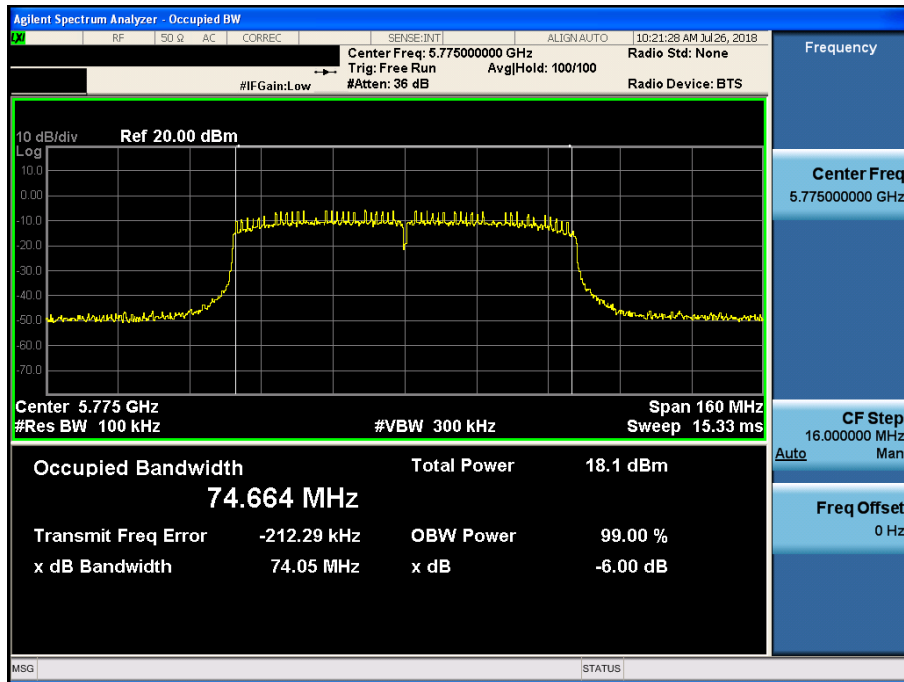 Agilent Spectrum Analyzer - Occupied BW
LXI RF 50 Ω AC CORREC SENSE:INT ALIGNAUTO 10:21:28 AM Jul 26, 2018
Center Freq: 5.775000000 GHz Radio Std: None
Trig: Free Run Avg|Hold: 100/100
#IFGain:Low #Atten: 36 dB Radio Device: BTS
10 dB/div Ref 20.00 dBm
Log
10.0
0.00
-10.0
-20.0
-30.0
-40.0
-50.0
-60.0
-70.0
Center 5.775 GHz Span 160 MHz
#Res BW 100 kHz #VBW 300 kHz Sweep 15.33 ms
Occupied Bandwidth Total Power 18.1 dBm
74.664 MHz
Transmit Freq Error -212.29 kHz OBW Power 99.00 %
x dB Bandwidth 74.05 MHz x dB -6.00 dB
MSG STATUS
Frequency
Center Freq
5.775000000 GHz
CF Step
16.000000 MHz
Auto Man
Freq Offset
0 Hz